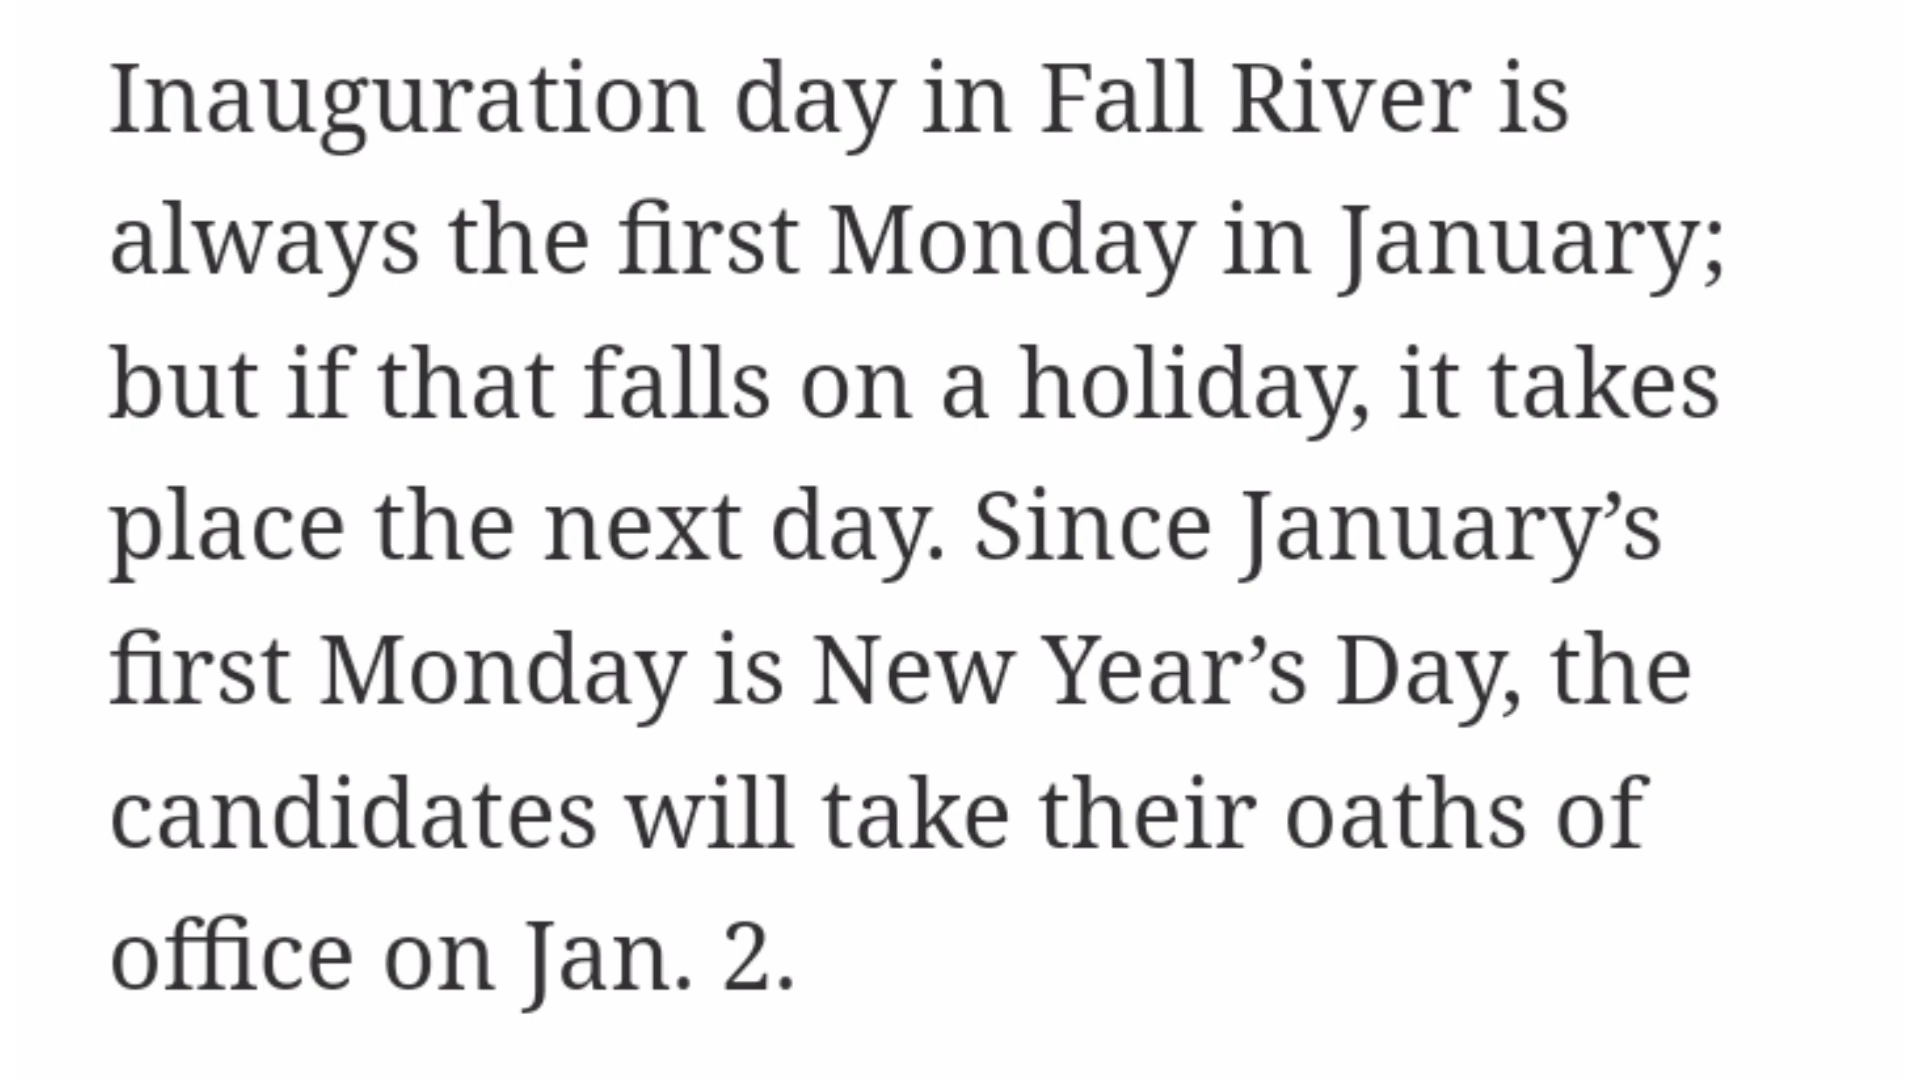 Inauguration day in Fall River is
always the first Monday in January;
but if that falls on a holiday, it takes
place the next day. Since January’s
first Monday is New Year’s Day, the
candidates will take their oaths of
office on Jan. 2.